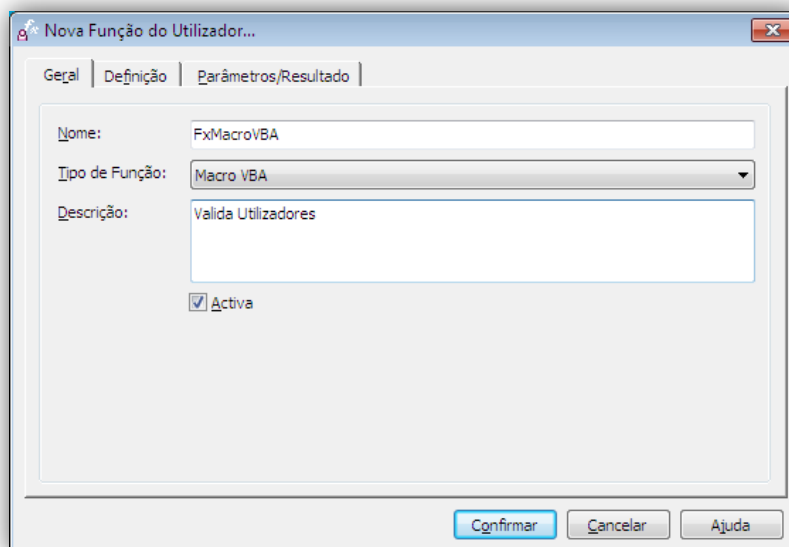 Nova Função do Utilizador...
Geral Definição Parâmetros/Resultado
Nome: FxMacroVBA
Tipo de Função: Macro VBA
Descrição: Valida Utilizadores
Activa
Confirmar Cancelar Ajuda